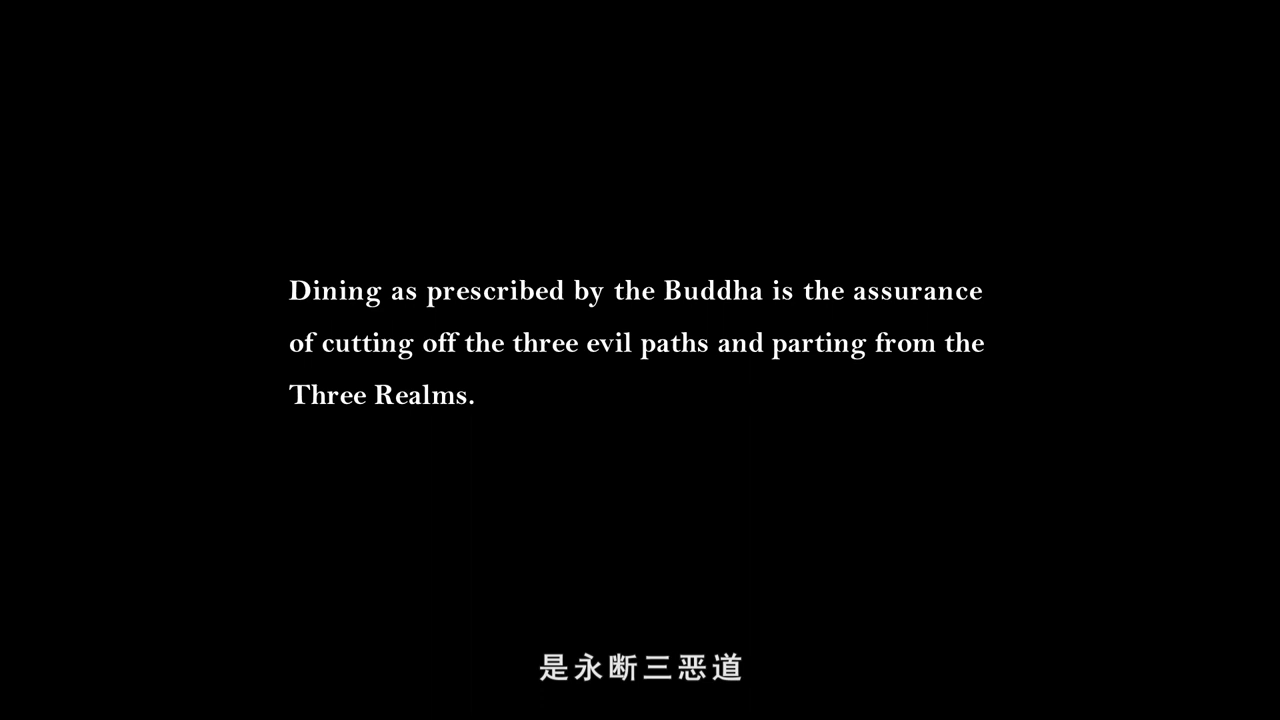 Dining as prescribed by the Buddha is the assurance
of cutting off the three evil paths and parting from the
Three Realms.
是永断三恶道